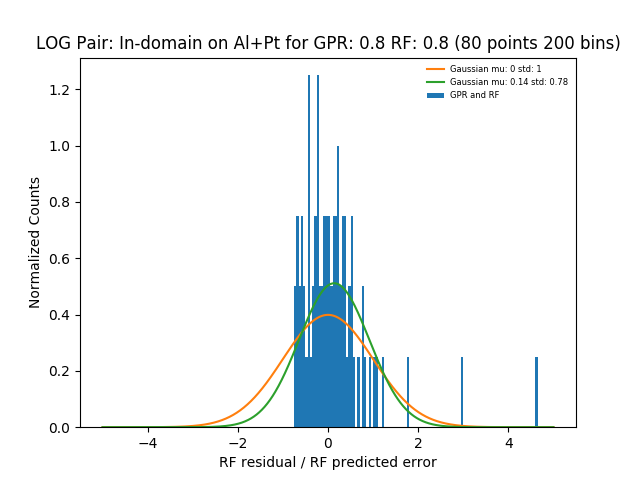 LOG Pair: In-domain on Al+Pt for GPR: 0.8 RF: 0.8 (80 points 200 bins)
Gaussian mu: 0 std: 1
Gaussian mu: 0.14 std: 0.78
GPR and RF
Normalized Counts
1.2
1.0
0.8
0.6
0.4
0.2
0.0
−4 −2 0 2 4
RF residual / RF predicted error